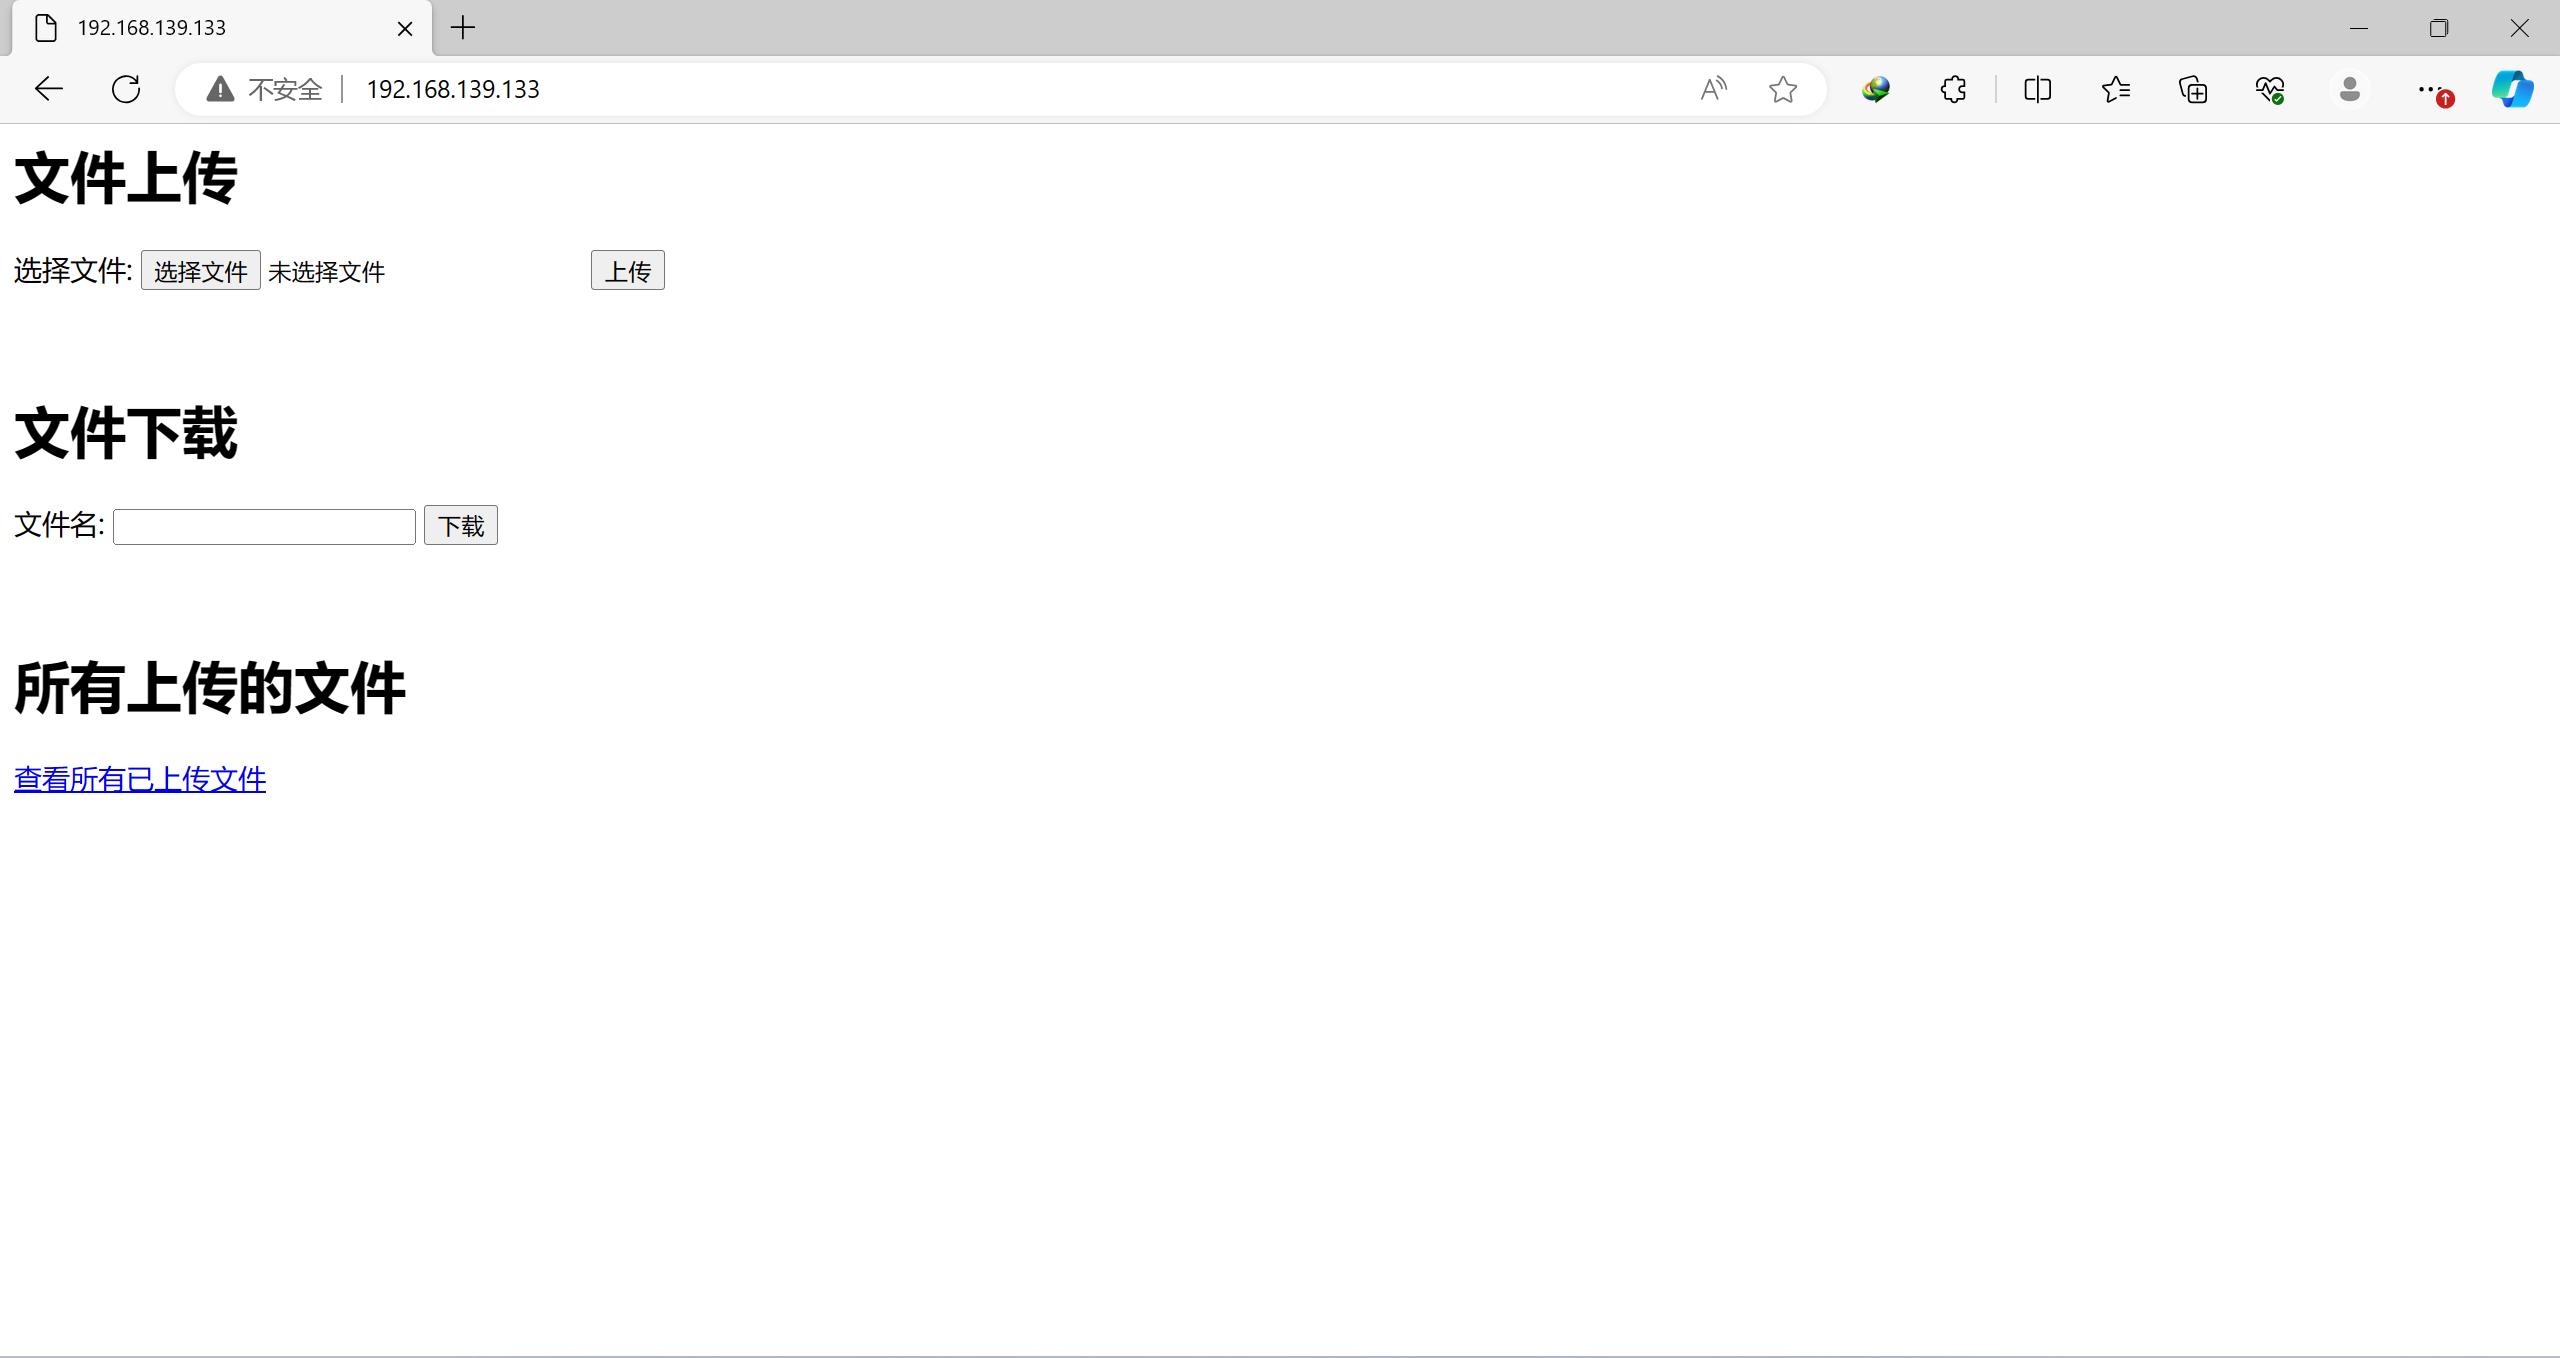 192.168.139.133
不安全 192.168.139.133
文件上传
选择文件: 选择文件 未选择文件 上传
文件下载
文件名: 下载
所有上传的文件
查看所有已上传文件